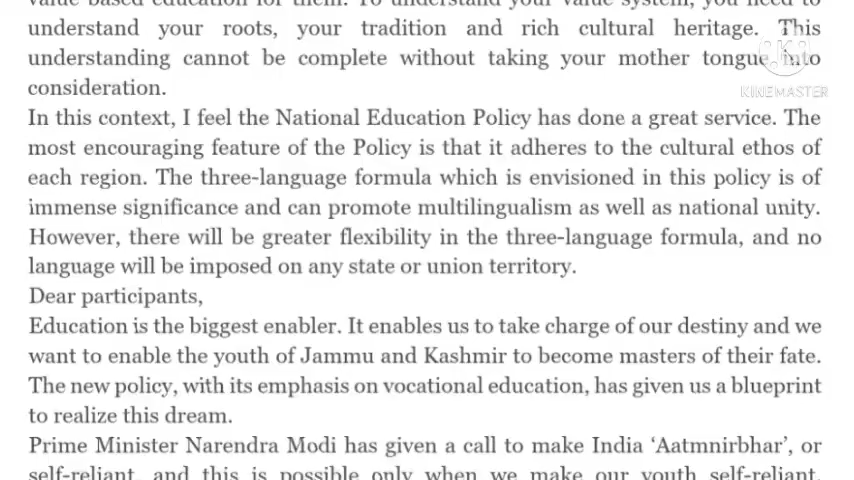 value based education for them. To understand your value system, you need to
understand your roots, your tradition and rich cultural heritage. This
understanding cannot be complete without taking your mother tongue into
consideration.
In this context, I feel the National Education Policy has done a great service. The
most encouraging feature of the Policy is that it adheres to the cultural ethos of
each region. The three-language formula which is envisioned in this policy is of
immense significance and can promote multilingualism as well as national unity.
However, there will be greater flexibility in the three-language formula, and no
language will be imposed on any state or union territory.
Dear participants,
Education is the biggest enabler. It enables us to take charge of our destiny and we
want to enable the youth of Jammu and Kashmir to become masters of their fate.
The new policy, with its emphasis on vocational education, has given us a blueprint
to realize this dream.
Prime Minister Narendra Modi has given a call to make India ‘Aatmnirbhar’, or
self-reliant, and this is possible only when we make our youth self-reliant.
K
KINEMASTER